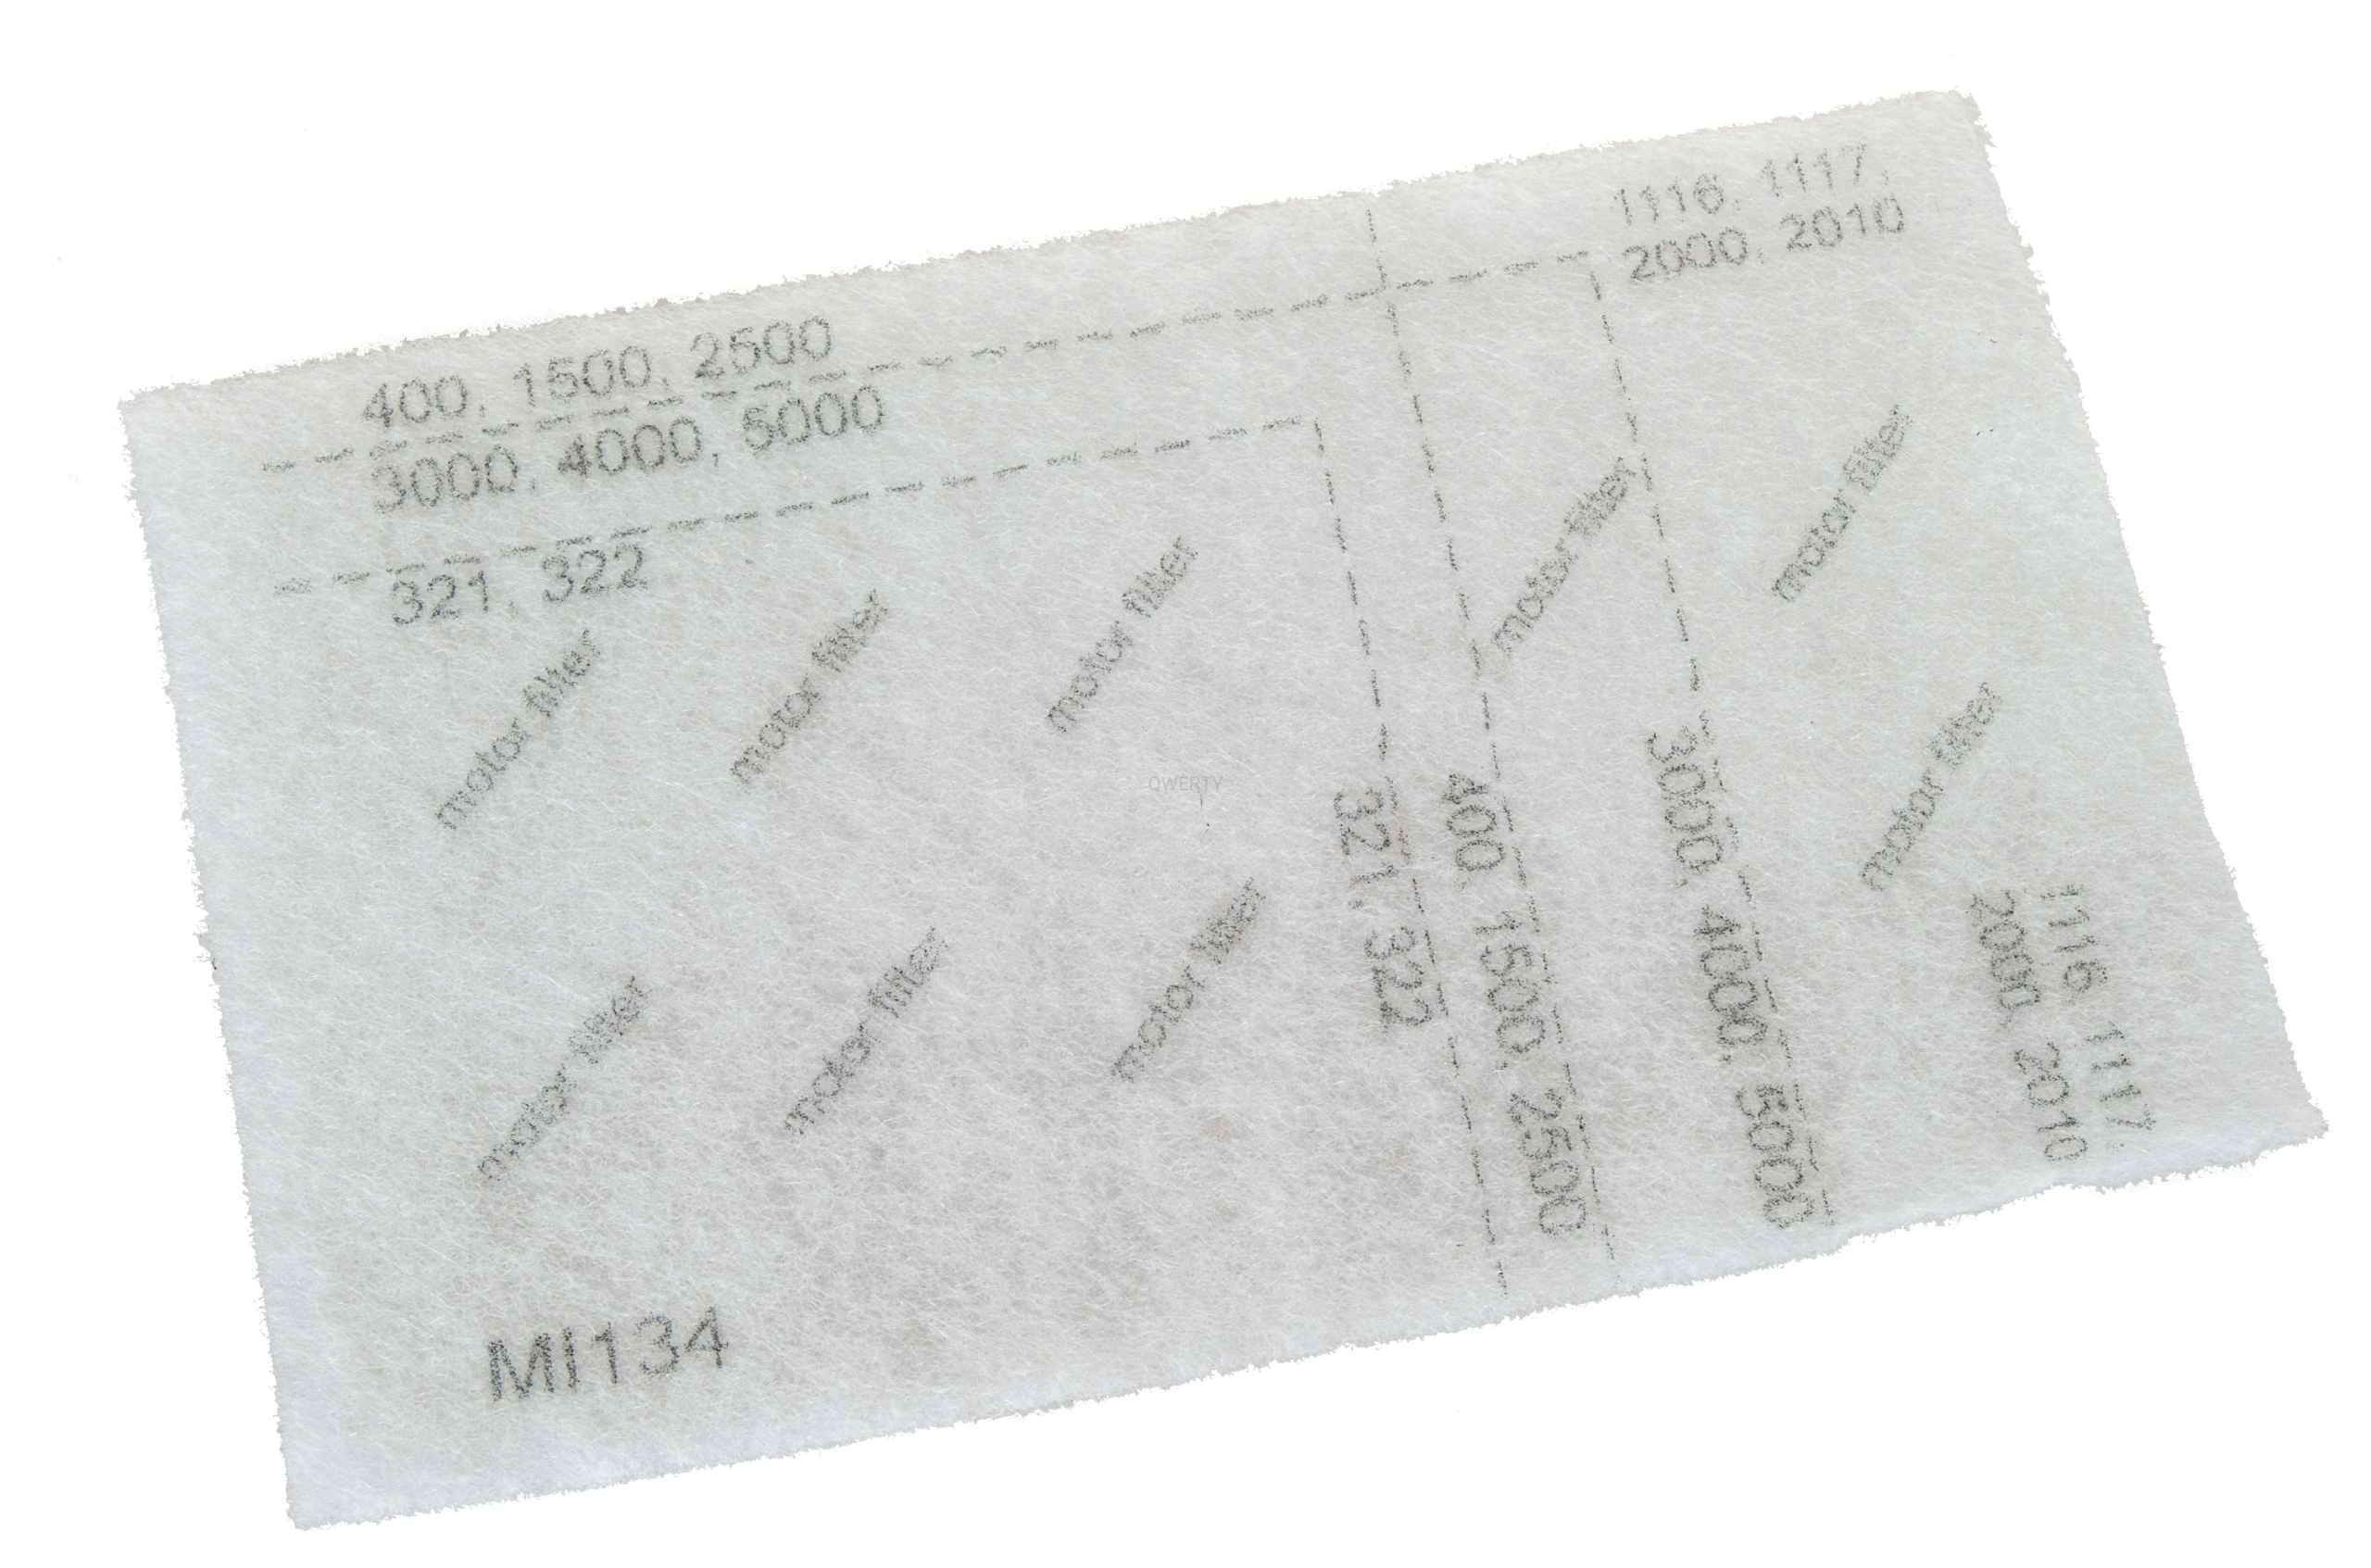 1116, 1117,
2000, 2010
400, 1500, 2500
3000, 4000, 5000
321, 322
motor filter
motor filter
motor filter
motor filter
motor filter
motor filter
motor filter
motor filter
motor filter
QWERTY
321, 322
400, 1500, 2500
3000, 4000, 5000
1116, 1117,
2000, 2010
MI134